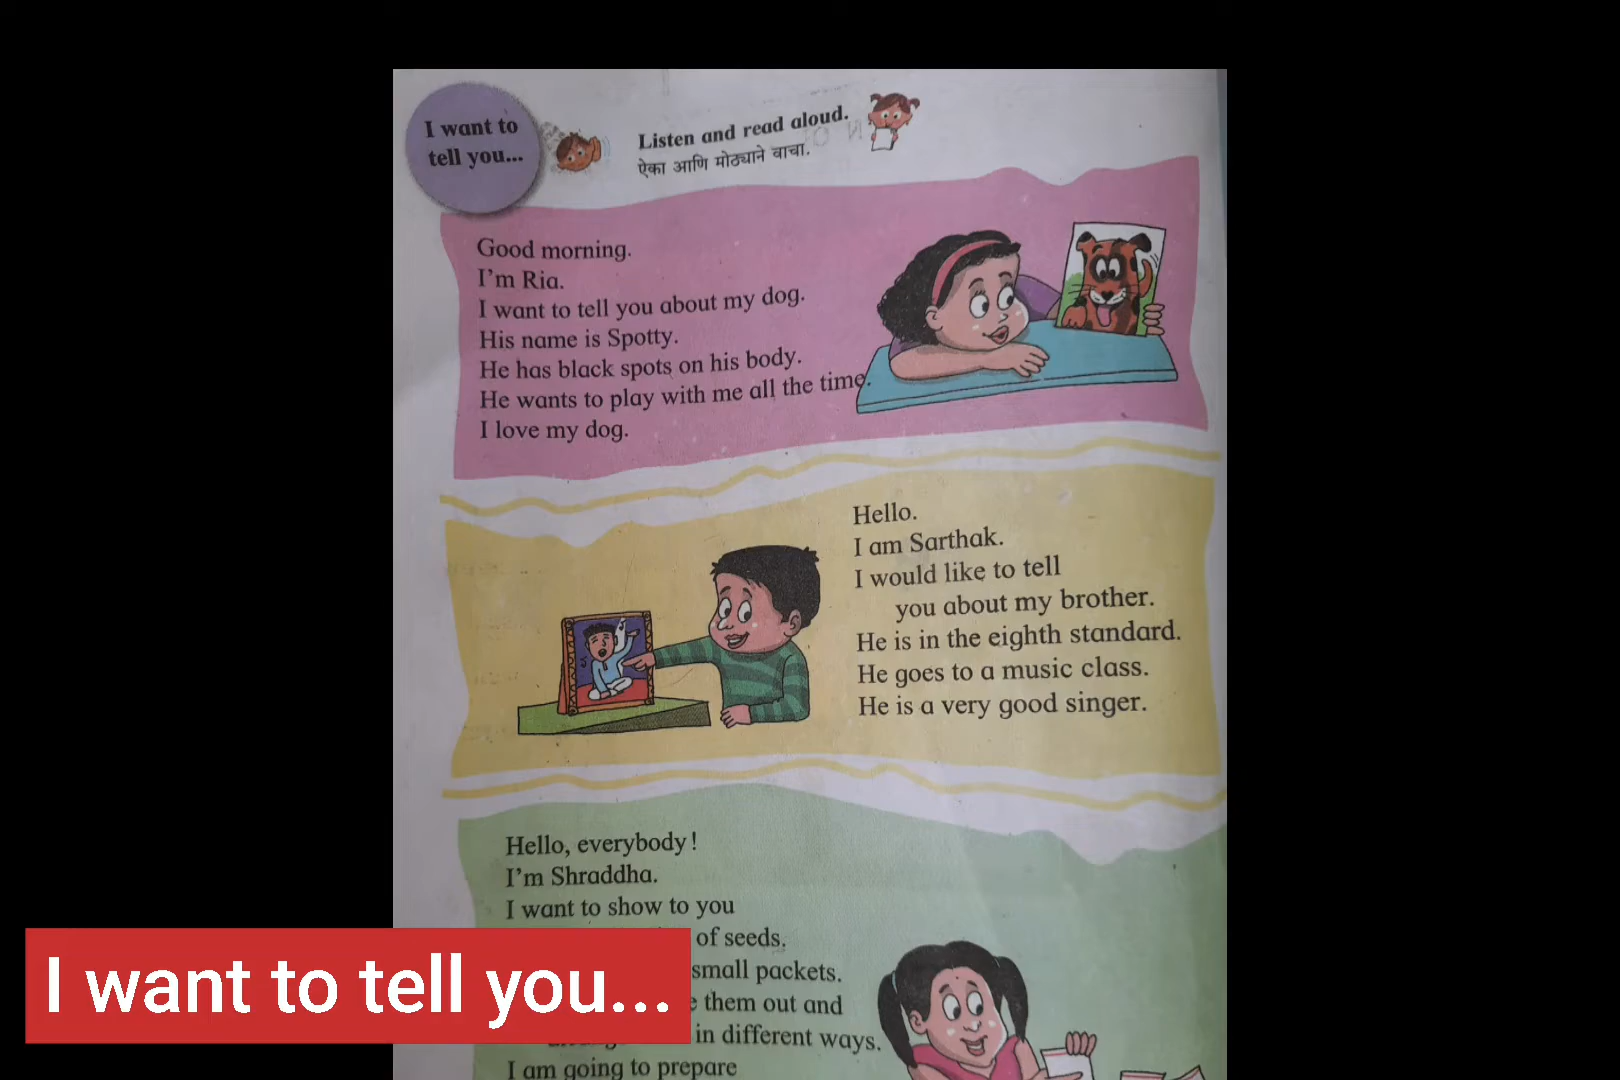 I want to
tell you...
Listen and read aloud.
ऐका आणि मोठ्याने वाचा.
Good morning.
I'm Ria.
I want to tell you about my dog.
His name is Spotty.
He has black spots on his body.
He wants to play with me all the time.
I love my dog.
Hello.
I am Sarthak.
I would like to tell
you about my brother.
He is in the eighth standard.
He goes to a music class.
He is a very good singer.
Hello, everybody!
I'm Shraddha.
I want to show to you
of seeds.
small packets.
them out and
in different ways.
I am going to prepare
I want to tell you...